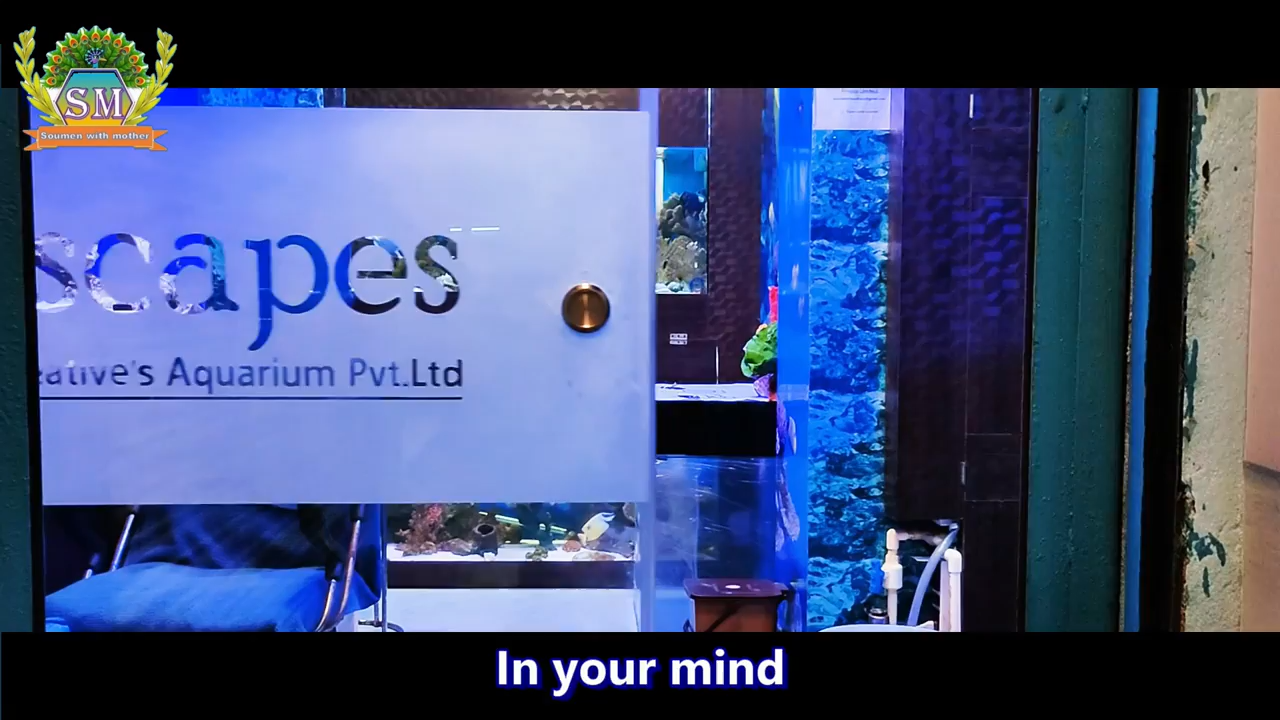 SM
Soumen with mother
scapes
eative's Aquarium Pvt.Ltd
In your mind